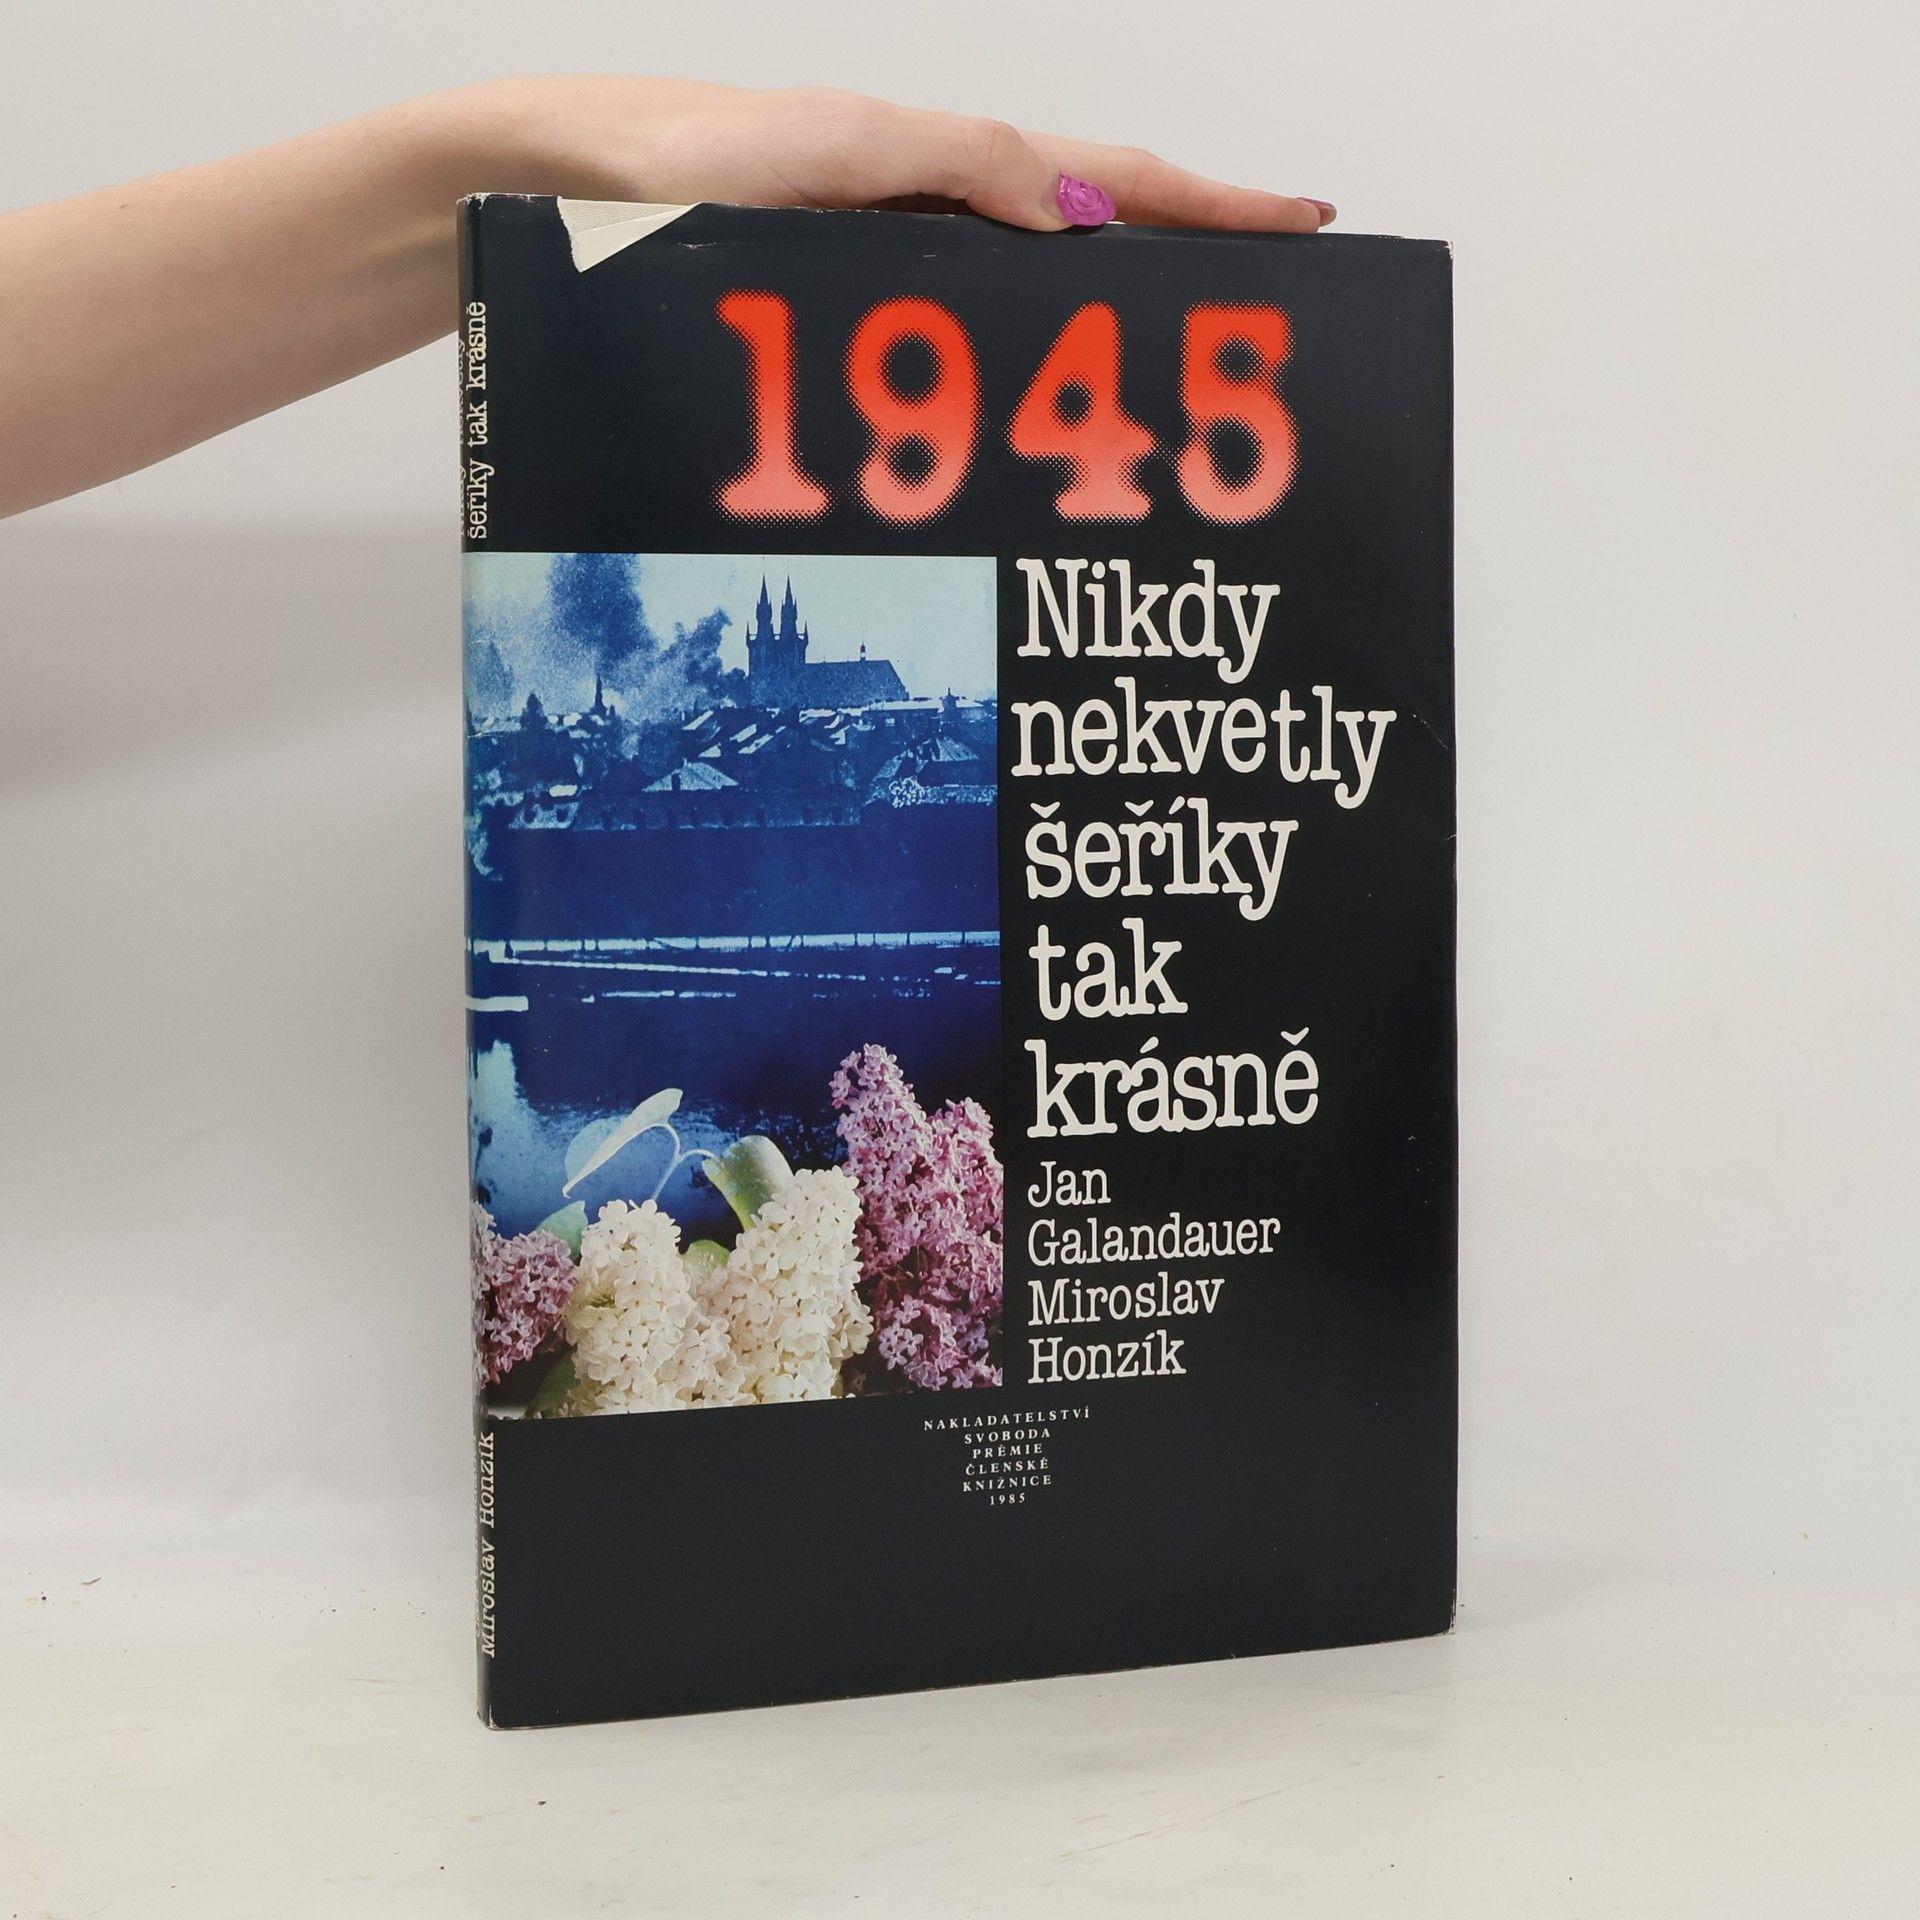 1945
Nikdy
nekvetly
šeříky
tak
krásně
Jan
Galandauer
Miroslav
Honzík
NAKLADATELSTVÍ
SVOBODA
PRÉMIE
ČLENSKÉ
KNIŽNICE
1985
šeříky tak krásně
Miroslav Honzík